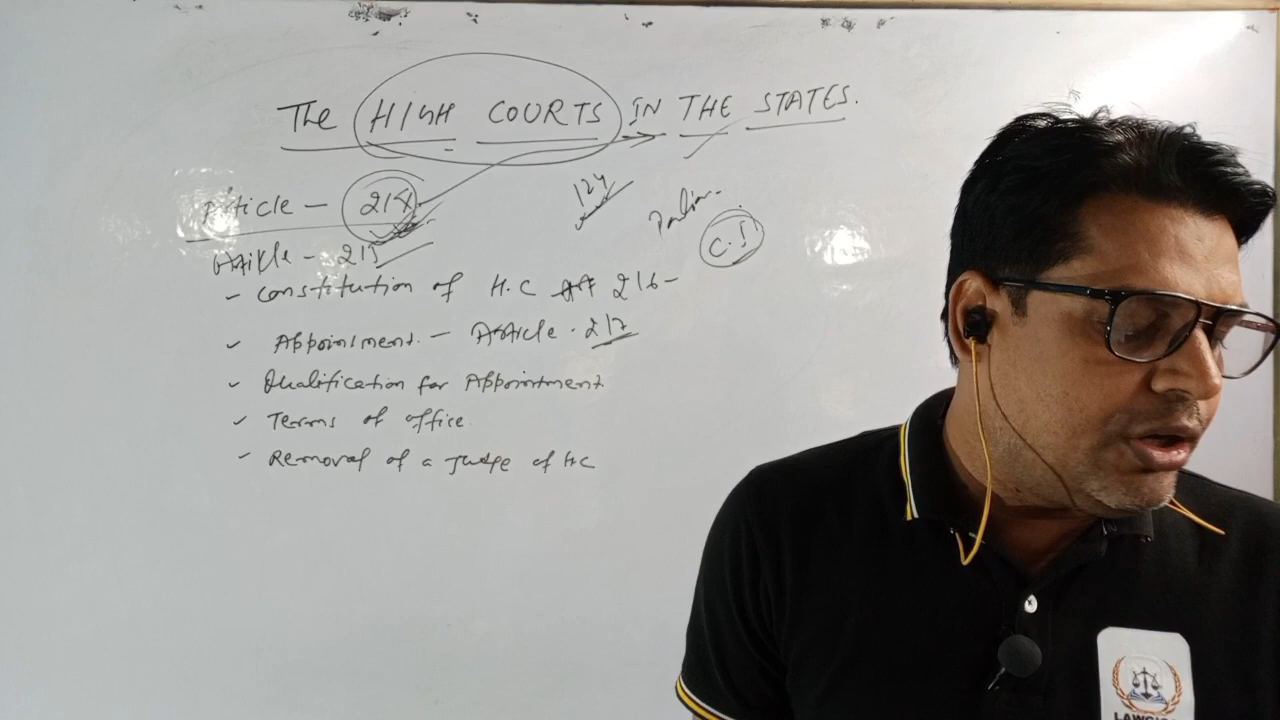 The HIGH COURTS IN THE STATES.
Article - 214
124
C.J
Article - 215
- Constitution of H.C Art 216 -
- Appointment. - Article. 217
- Qualification for Appointment.
- Terms of office.
- Removal of a Judge of H.C